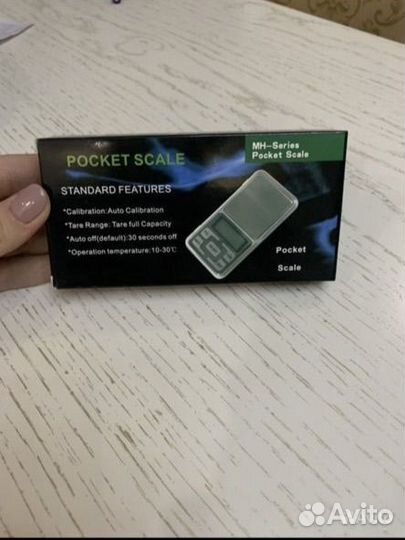 MH-Series
Pocket Scale
POCKET SCALE
STANDARD FEATURES
*Calibration:Auto Calibration
*Tare Range: Tare full Capacity
*Auto off(default):30 seconds off
*Operation temperature:10-30℃
Pocket
Scale
Avito